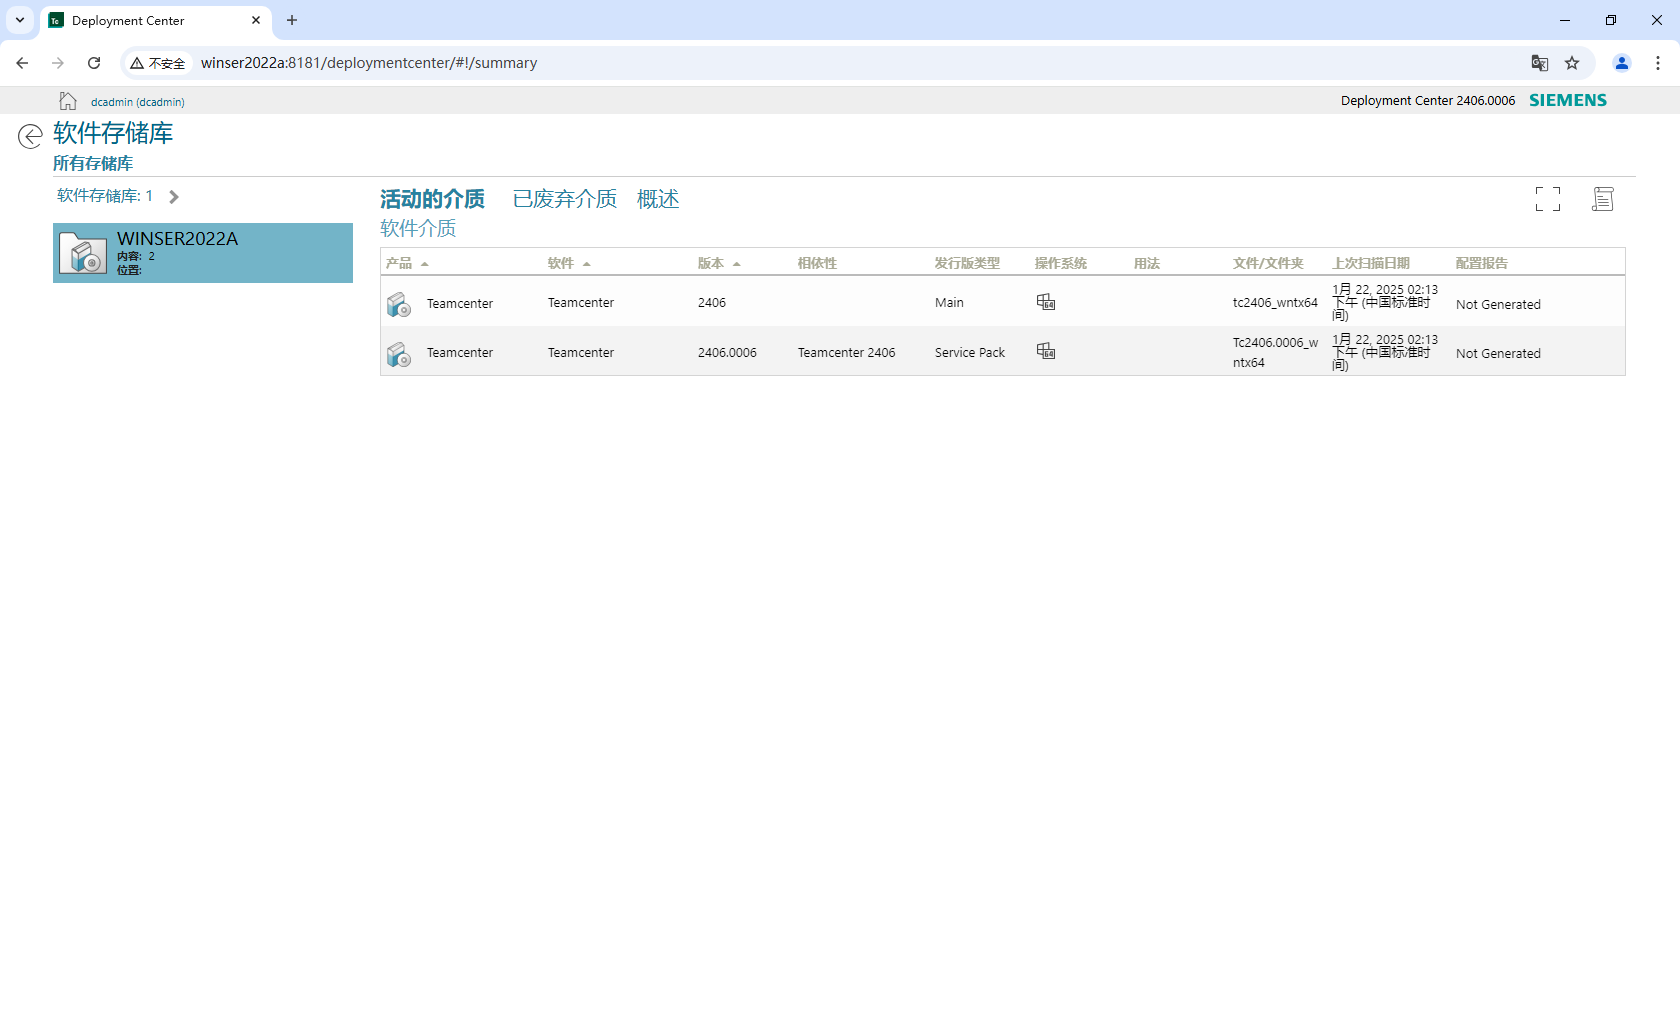 Deployment Center
不安全
winser2022a:8181/deploymentcenter/#!/summary
dcadmin (dcadmin)
Deployment Center 2406.0006 SIEMENS
软件存储库
所有存储库
软件存储库: 1
WINSER2022A
内容: 2
位置:
活动的介质 已废弃介质 概述
软件介质
产品 软件 版本 相依性 发行版类型 操作系统 用法 文件/文件夹 上次扫描日期 配置报告
Teamcenter Teamcenter 2406 Main 64 tc2406_wntx64 1月 22, 2025 02:13 下午 (中国标准时间) Not Generated
Teamcenter Teamcenter 2406.0006 Teamcenter 2406 Service Pack 64 Tc2406.0006_wntx64 1月 22, 2025 02:13 下午 (中国标准时间) Not Generated